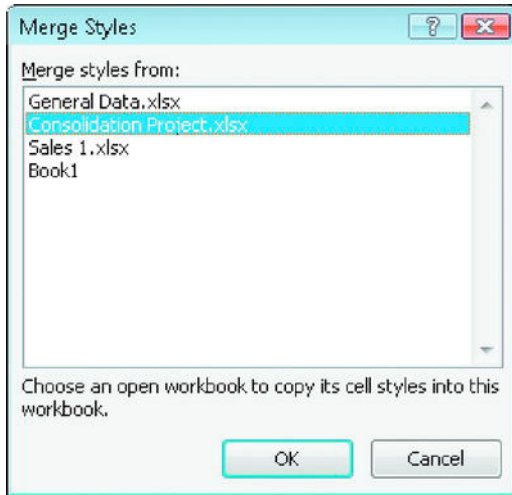 Merge Styles
Merge styles from:
General Data.xlsx
Consolidation Project.xlsx
Sales 1.xlsx
Book1
Choose an open workbook to copy its cell styles into this
workbook.
OK Cancel